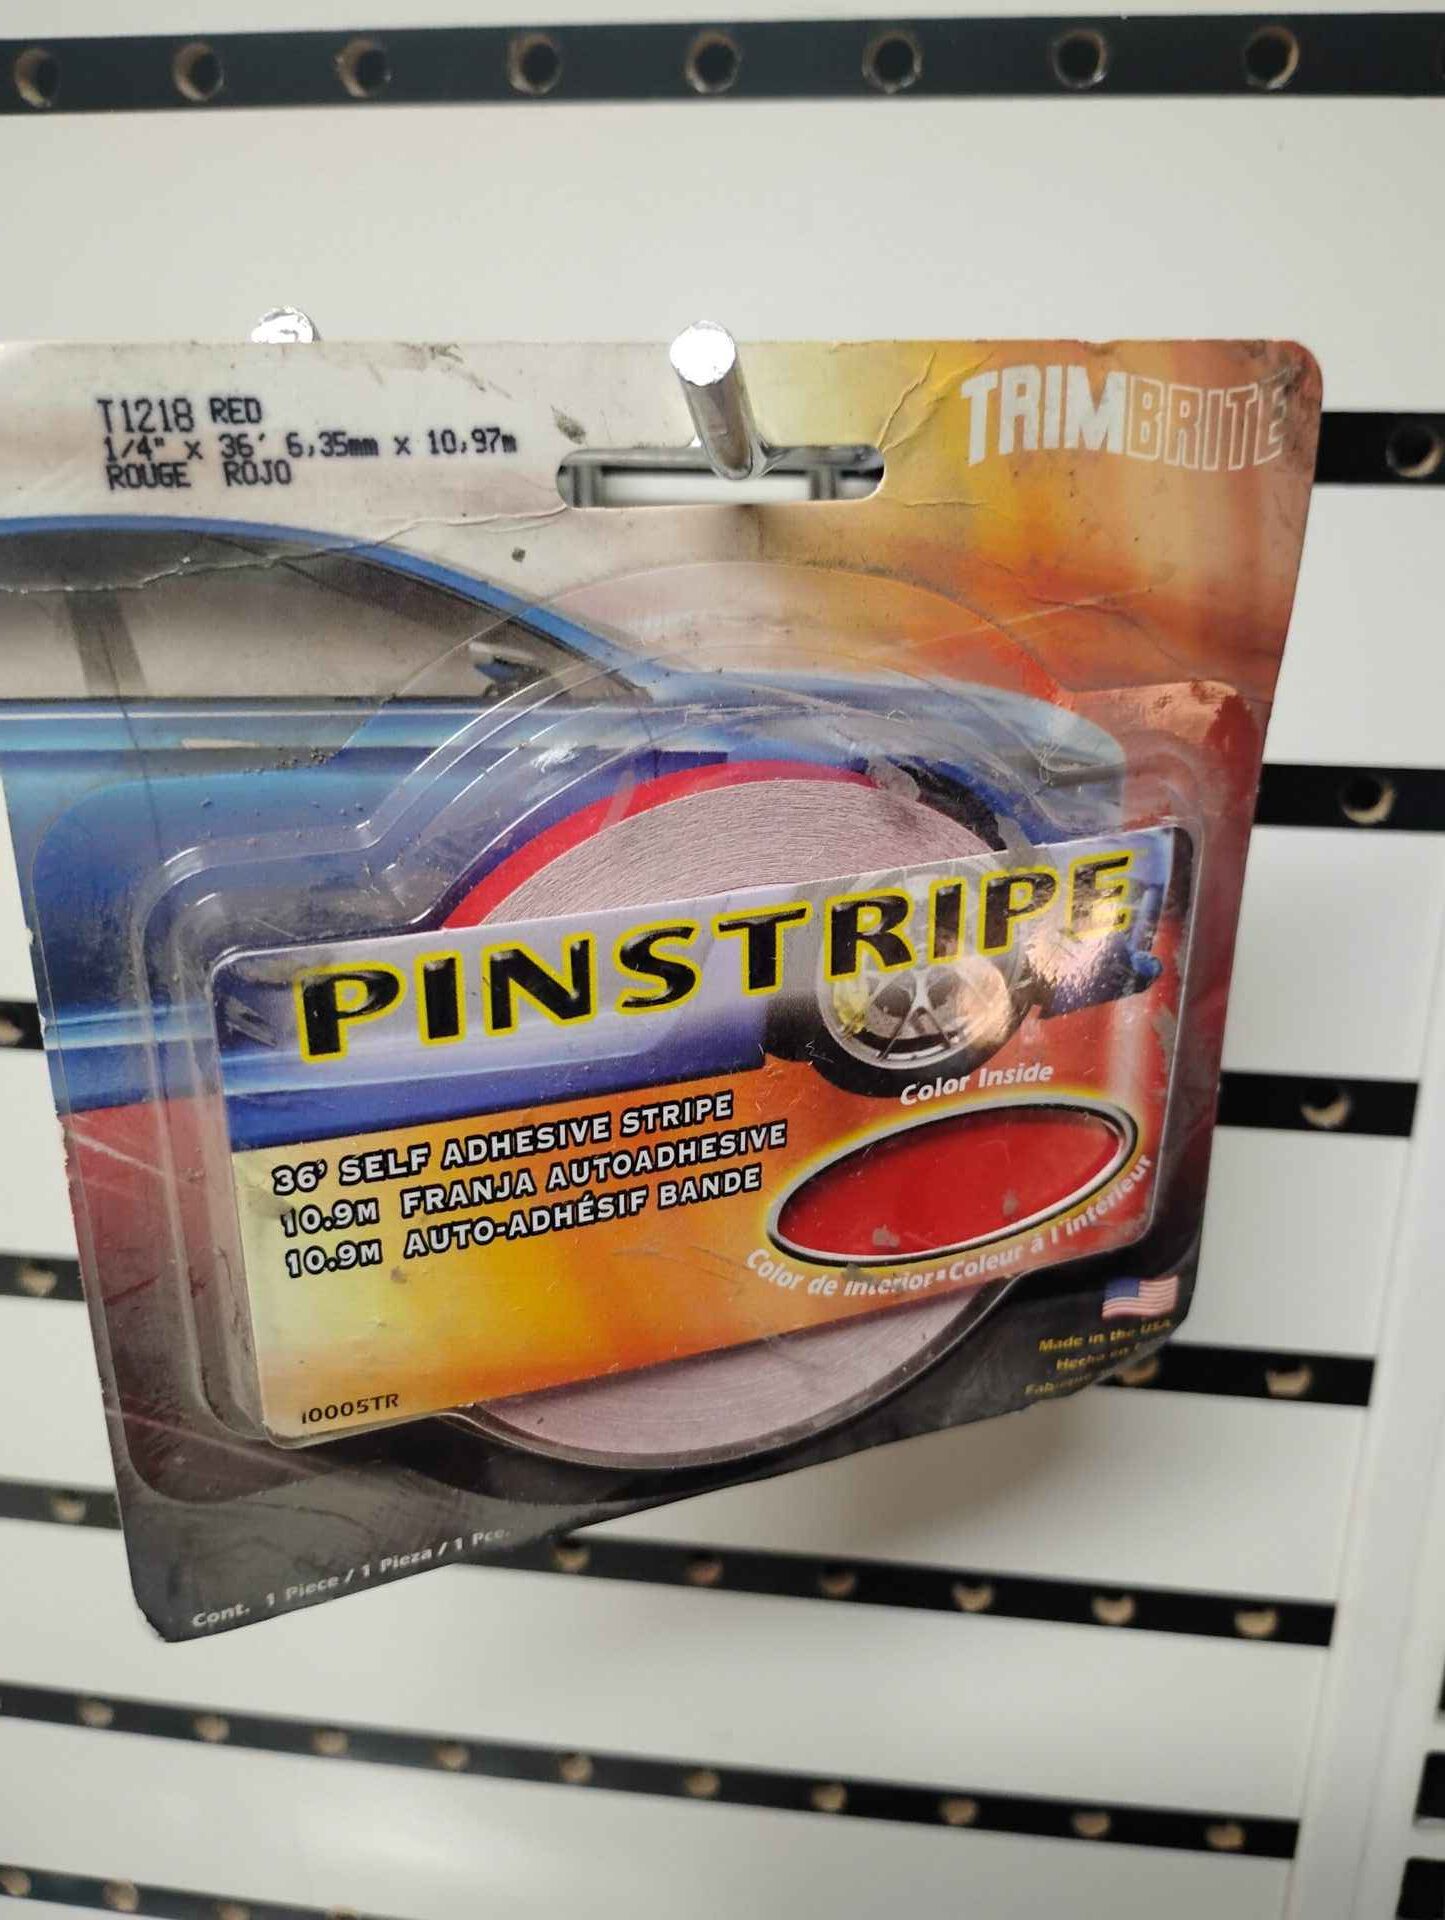 T1218 RED
1/4" x 36' 6,35mm x 10,97m
ROUGE ROJO
TRIMBRITE
PINSTRIPE
36' SELF ADHESIVE STRIPE
10.9M FRANJA AUTOADHESIVE
10.9M AUTO-ADHÉSIF BANDE
Color Inside
Color de interior▪Coleur à l'intérieur
10005TR
Made in the USA
Hecho en
Cont. 1 Piece / 1 Pieza / 1 Pce.